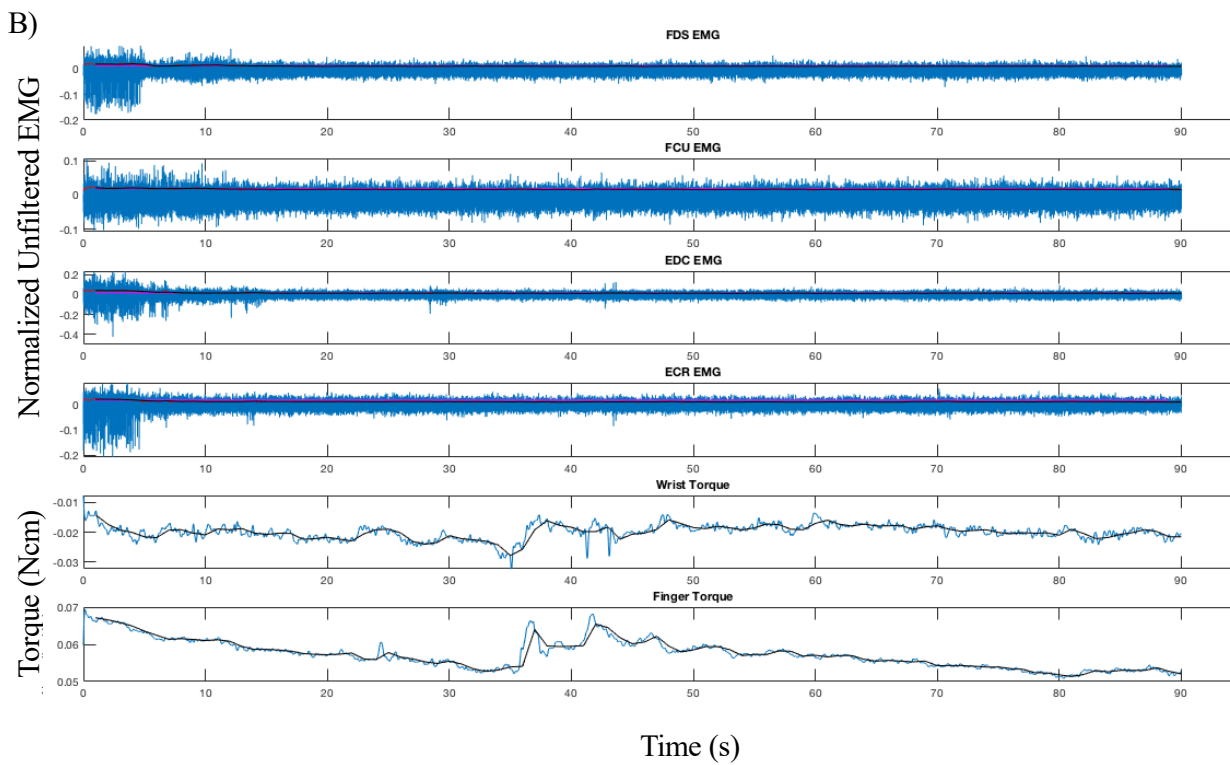 B)
Normalized Unfiltered EMG
FDS EMG
0
-0.1
-0.2
0 10 20 30 40 50 60 70 80 90
FCU EMG
0.1
0
-0.1
0 10 20 30 40 50 60 70 80 90
EDC EMG
0.2
0
-0.2
-0.4
0 10 20 30 40 50 60 70 80 90
ECR EMG
0
-0.1
-0.2
0 10 20 30 40 50 60 70 80 90
Torque (Ncm)
Wrist Torque
-0.01
-0.02
-0.03
0 10 20 30 40 50 60 70 80 90
Finger Torque
0.07
0.06
0.05
0 10 20 30 40 50 60 70 80 90
Time (s)